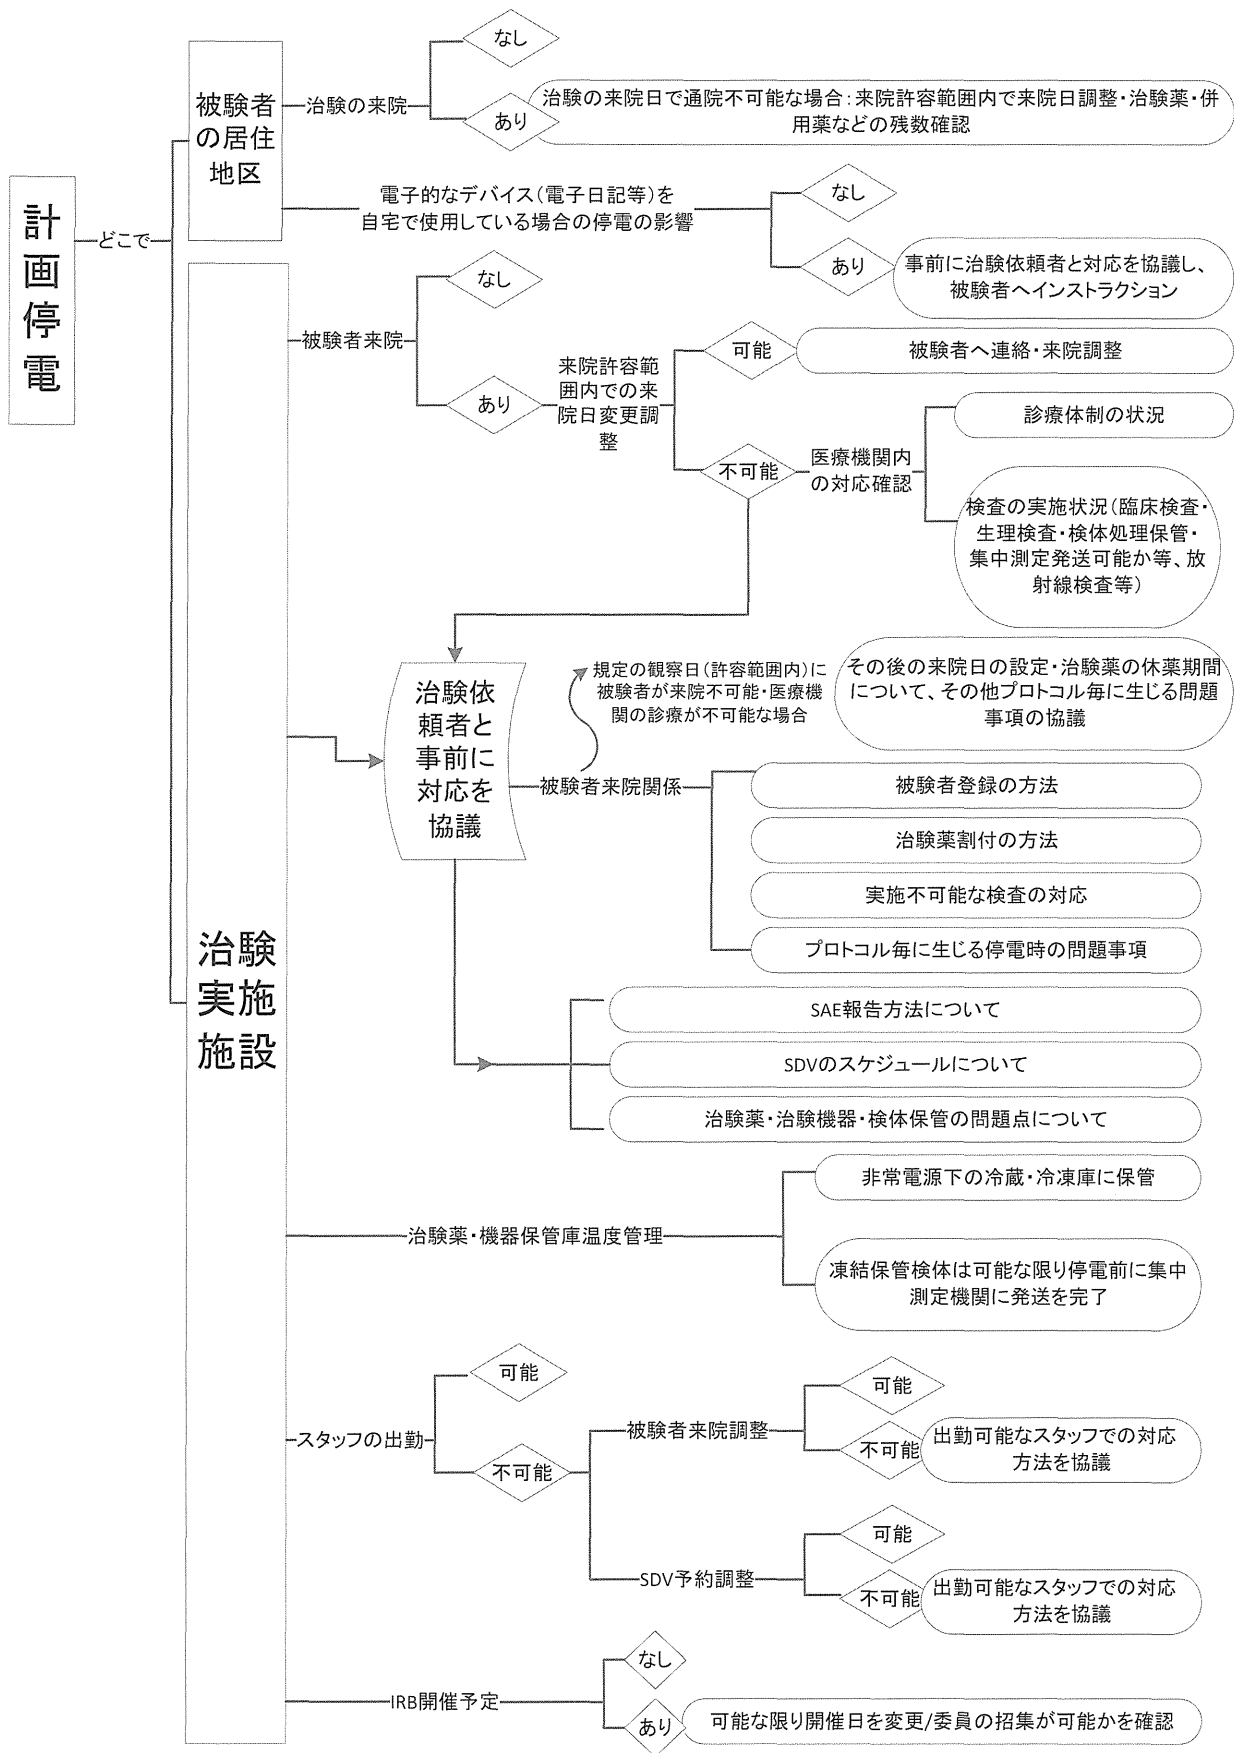 計画停電
どこで
被験者
の居住
地区
治験の来院
なし
あり
治験の来院日で通院不可能な場合：来院許容範囲内で来院日調整・治験薬・併
用薬などの残数確認
電子的なデバイス（電子日記等）を
自宅で使用している場合の停電の影響
なし
あり
事前に治験依頼者と対応を協議し、
被験者へインストラクション
治験
実施
施設
被験者来院
なし
あり
来院許容範
囲内での来
院日変更調
整
可能
被験者へ連絡・来院調整
不可能
医療機関内
の対応確認
診療体制の状況
検査の実施状況（臨床検査・
生理検査・検体処理保管・
集中測定発送可能か等、放
射線検査等）
治験依
頼者と
事前に
対応を
協議
規定の観察日（許容範囲内）に
被験者が来院不可能・医療機
関の診療が不可能な場合
その後の来院日の設定・治験薬の休薬期間
について、その他プロトコル毎に生じる問題
事項の協議
被験者来院関係
被験者登録の方法
治験薬割付の方法
実施不可能な検査の対応
プロトコル毎に生じる停電時の問題事項
SAE報告方法について
SDVのスケジュールについて
治験薬・治験機器・検体保管の問題点について
治験薬・機器保管庫温度管理
非常電源下の冷蔵・冷凍庫に保管
凍結保管検体は可能な限り停電前に集中
測定機関に発送を完了
スタッフの出勤
可能
不可能
被験者来院調整
可能
不可能
出勤可能なスタッフでの対応
方法を協議
SDV予約調整
可能
不可能
出勤可能なスタッフでの対応
方法を協議
IRB開催予定
なし
あり
可能な限り開催日を変更/委員の招集が可能かを確認